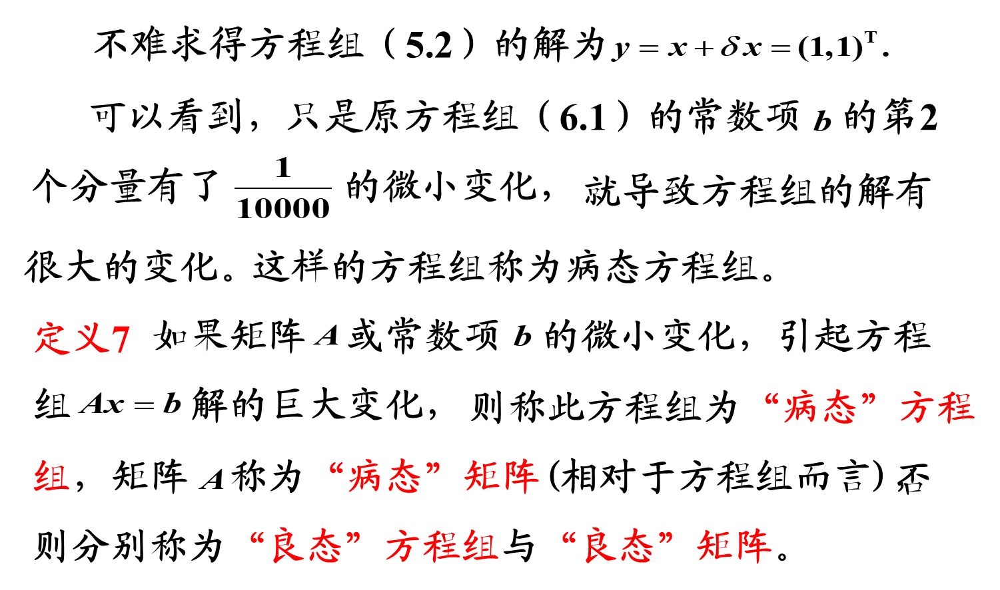 不难求得方程组（5.2）的解为 y = x + δx = (1,1)ᵀ.
可以看到，只是原方程组（6.1）的常数项 b 的第2
个分量有了 1/10000 的微小变化，就导致方程组的解有
很大的变化。这样的方程组称为病态方程组。
定义7 如果矩阵 A 或常数项 b 的微小变化，引起方程
组 Ax = b 解的巨大变化，则称此方程组为“病态”方程
组，矩阵 A 称为“病态”矩阵(相对于方程组而言)否
则分别称为“良态”方程组与“良态”矩阵。